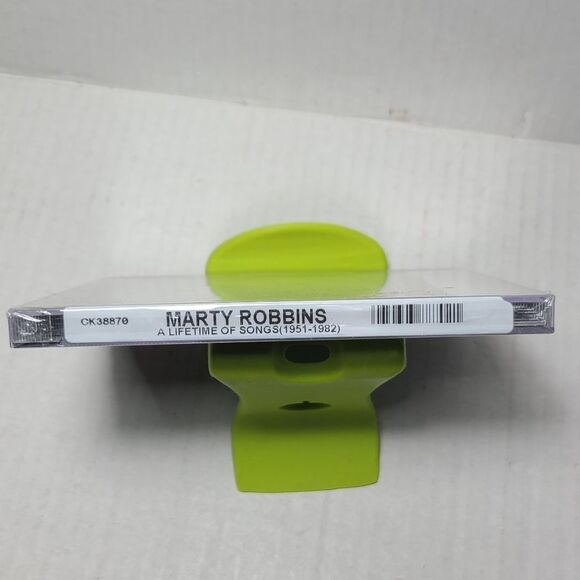 CK38870
MARTY ROBBINS
A LIFETIME OF SONGS(1951-1982)